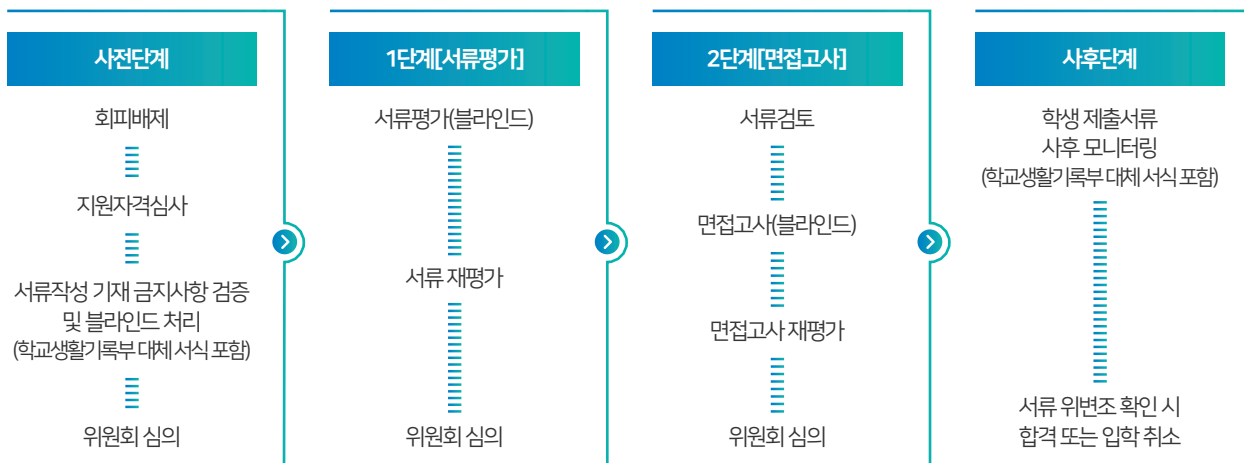 사전단계
회피배제
지원자격심사
서류작성 기재 금지사항 검증
및 블라인드 처리
(학교생활기록부 대체 서식 포함)
위원회 심의
1단계[서류평가]
서류평가(블라인드)
서류 재평가
위원회 심의
2단계[면접고사]
서류검토
면접고사(블라인드)
면접고사 재평가
위원회 심의
사후단계
학생 제출서류
사후 모니터링
(학교생활기록부 대체 서식 포함)
서류 위변조 확인 시
합격 또는 입학 취소